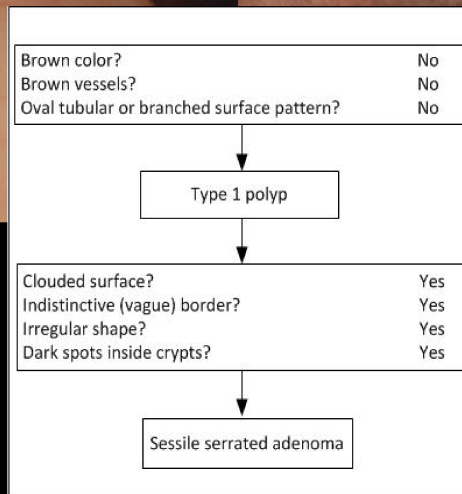 Brown color? No
Brown vessels? No
Oval tubular or branched surface pattern? No
Type 1 polyp
Clouded surface? Yes
Indistinctive (vague) border? Yes
Irregular shape? Yes
Dark spots inside crypts? Yes
Sessile serrated adenoma